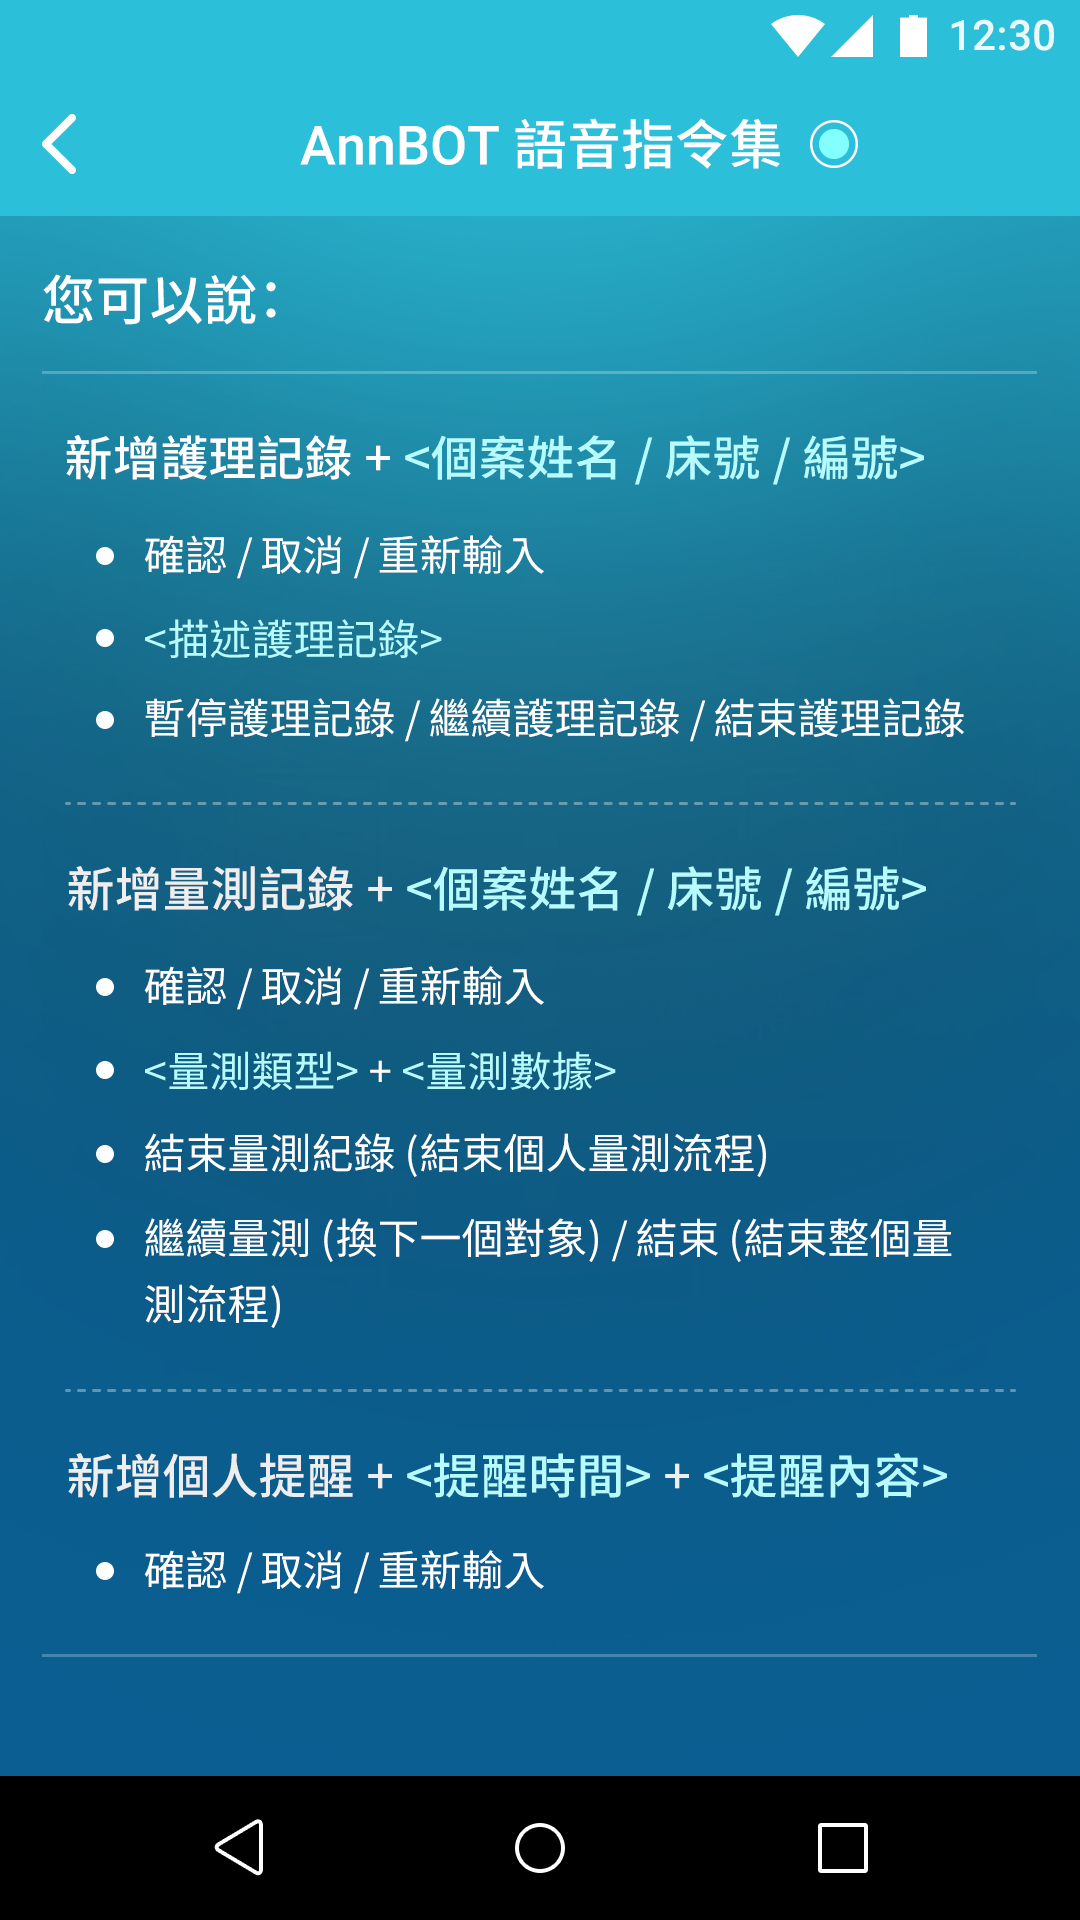 12:30
AnnBOT 語音指令集
您可以說：
新增護理記錄 + <個案姓名 / 床號 / 編號>
確認 / 取消 / 重新輸入
<描述護理記錄>
暫停護理記錄 / 繼續護理記錄 / 結束護理記錄
新增量測記錄 + <個案姓名 / 床號 / 編號>
確認 / 取消 / 重新輸入
<量測類型> + <量測數據>
結束量測紀錄 (結束個人量測流程)
繼續量測 (換下一個對象) / 結束 (結束整個量
測流程)
新增個人提醒 + <提醒時間> + <提醒內容>
確認 / 取消 / 重新輸入